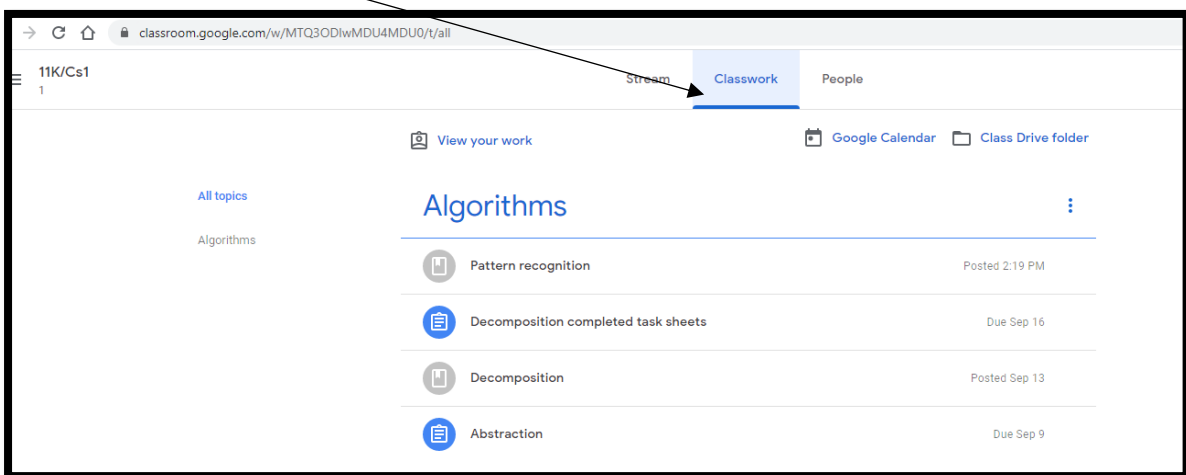 classroom.google.com/w/MTQ3ODIwMDU4MDU0/t/all
11K/Cs1
1
Stream Classwork People
View your work Google Calendar Class Drive folder
All topics
Algorithms
Algorithms
Pattern recognition Posted 2:19 PM
Decomposition completed task sheets Due Sep 16
Decomposition Posted Sep 13
Abstraction Due Sep 9